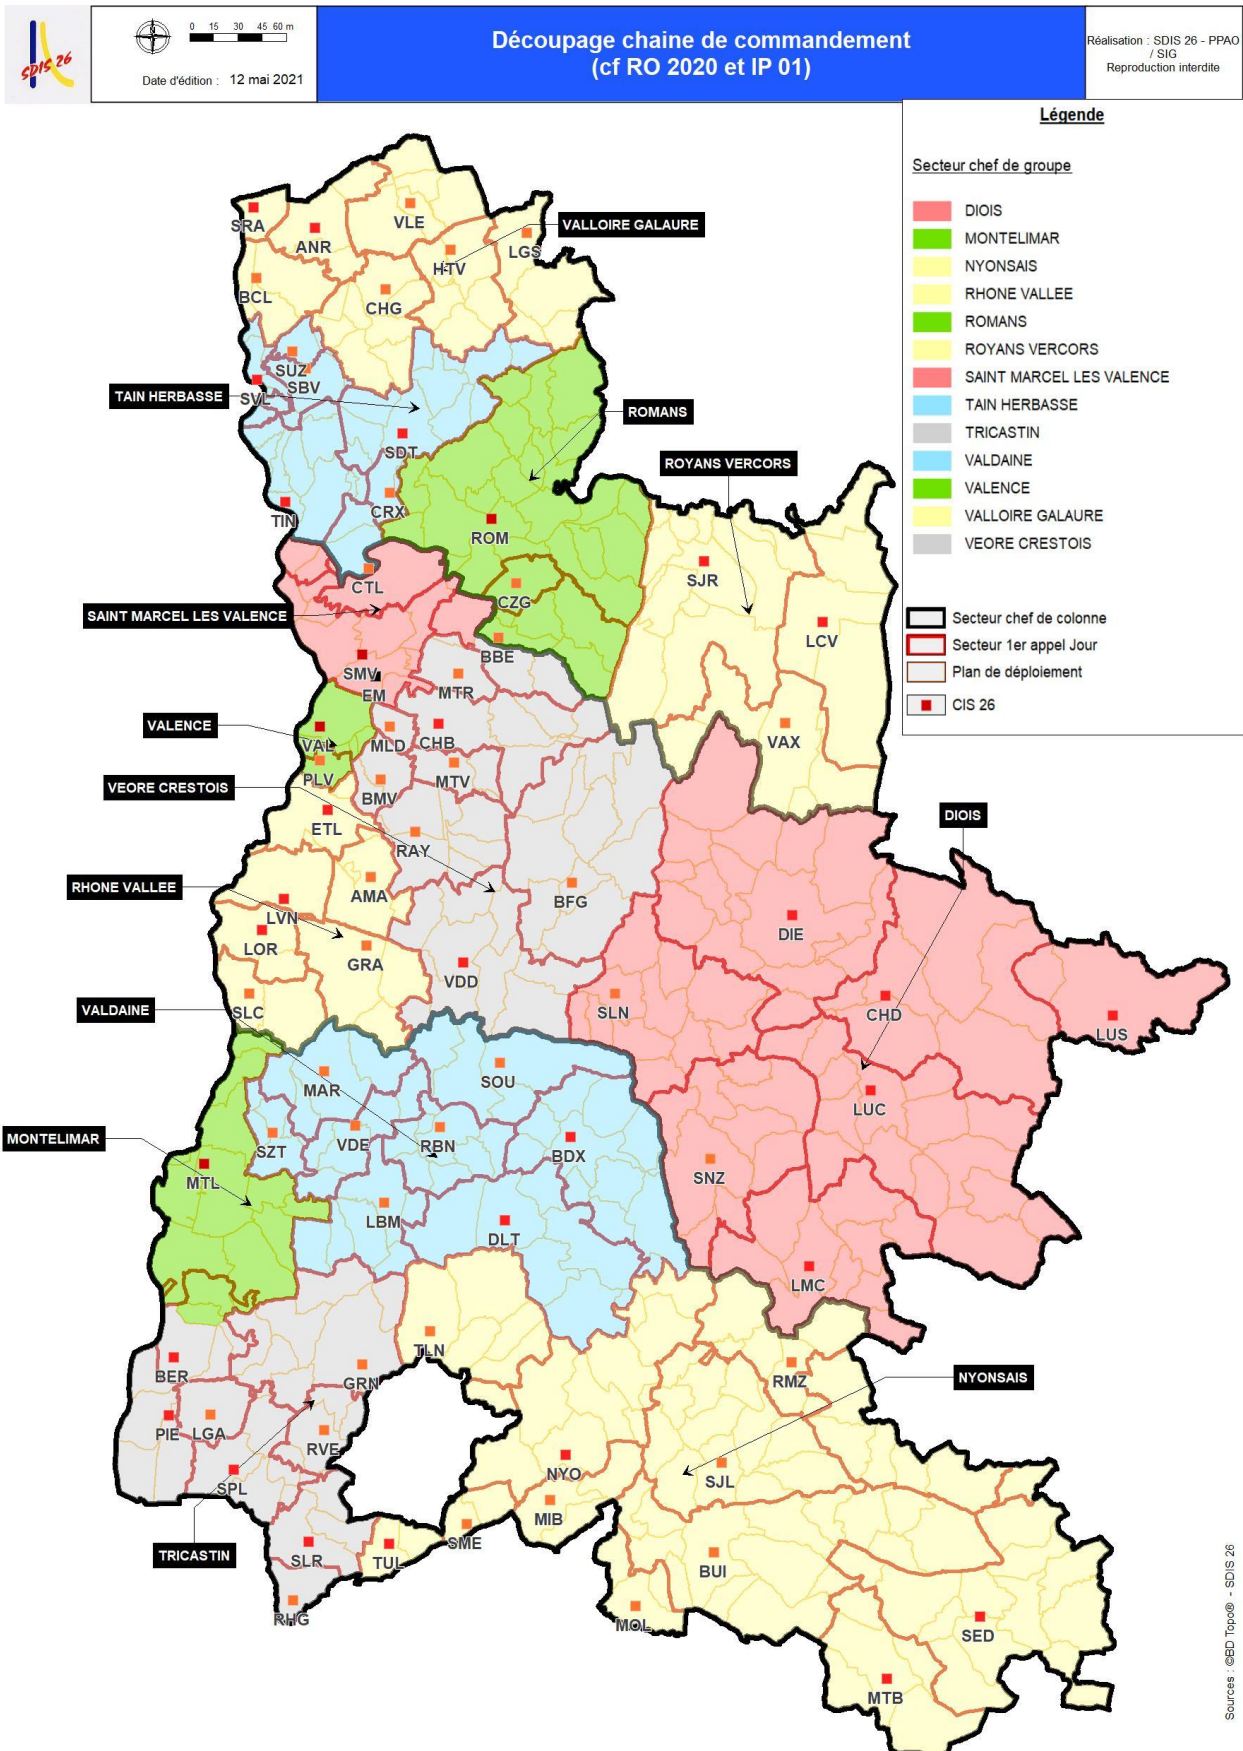 SDIS 26
0 15 30 45 60 m
Date d'édition : 12 mai 2021
Découpage chaine de commandement
(cf RO 2020 et IP 01)
Réalisation : SDIS 26 - PPAO
/ SIG
Reproduction interdite
Légende
Secteur chef de groupe
DIOIS
MONTELIMAR
NYONSAIS
RHONE VALLEE
ROMANS
ROYANS VERCORS
SAINT MARCEL LES VALENCE
TAIN HERBASSE
TRICASTIN
VALDAINE
VALENCE
VALLOIRE GALAURE
VEORE CRESTOIS
Secteur chef de colonne
Secteur 1er appel Jour
Plan de déploiement
CIS 26
SRA
ANR
VLE
VALLOIRE GALAURE
LGS
HTV
BCL
CHG
SUZ
SBV
TAIN HERBASSE
SVL
ROMANS
SDT
ROYANS VERCORS
TIN
CRX
ROM
SJR
CTL
CZG
SAINT MARCEL LES VALENCE
LCV
BBE
SMV
EM
MTR
VALENCE
VAL
MLD
CHB
VAX
PLV
MTV
VEORE CRESTOIS
BMV
DIOIS
ETL
RAY
RHONE VALLEE
AMA
BFG
LVN
DIE
LOR
GRA
VDD
VALDAINE
SLC
SLN
CHD
LUS
MAR
SOU
LUC
MONTELIMAR
SZT
VDE
RBN
BDX
MTL
SNZ
LBM
DLT
LMC
TLN
BER
GRN
RMZ
NYONSAIS
PIE
LGA
RVE
SPL
NYO
SJL
MIB
TRICASTIN
SLR
TUL
SME
BUI
RHG
MOL
SED
MTB
Sources : ©BD Topo® - SDIS 26